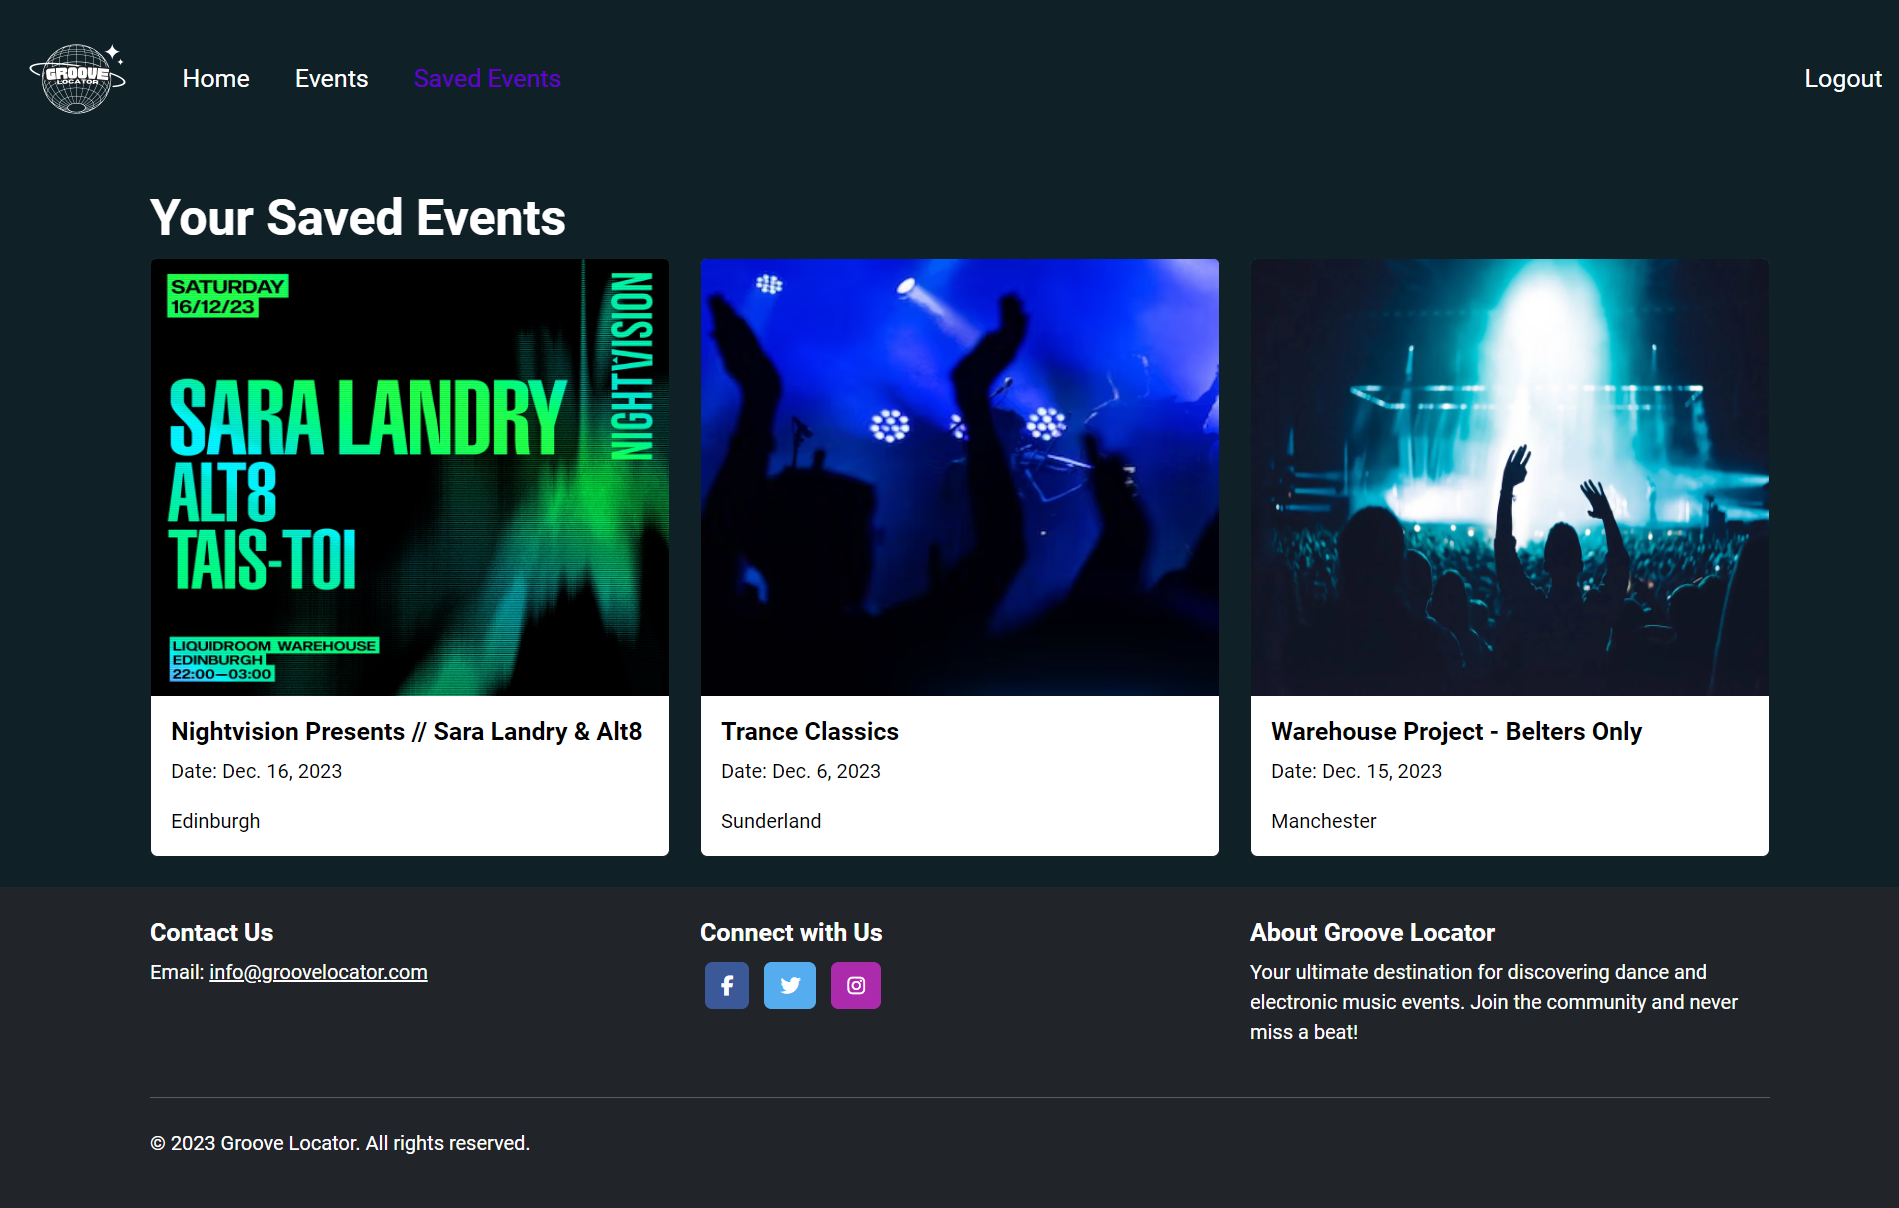 GROOVE
LOCATOR
Home
Events
Saved Events
Logout
Your Saved Events
SATURDAY
16/12/23
NIGHTVISION
SARA LANDRY
ALT8
TAIS-TOI
LIQUIDROOM WAREHOUSE
EDINBURGH
22:00—03:00
Nightvision Presents // Sara Landry & Alt8
Date: Dec. 16, 2023
Edinburgh
Trance Classics
Date: Dec. 6, 2023
Sunderland
Warehouse Project - Belters Only
Date: Dec. 15, 2023
Manchester
Contact Us
Email: info@groovelocator.com
Connect with Us
About Groove Locator
Your ultimate destination for discovering dance and
electronic music events. Join the community and never
miss a beat!
© 2023 Groove Locator. All rights reserved.